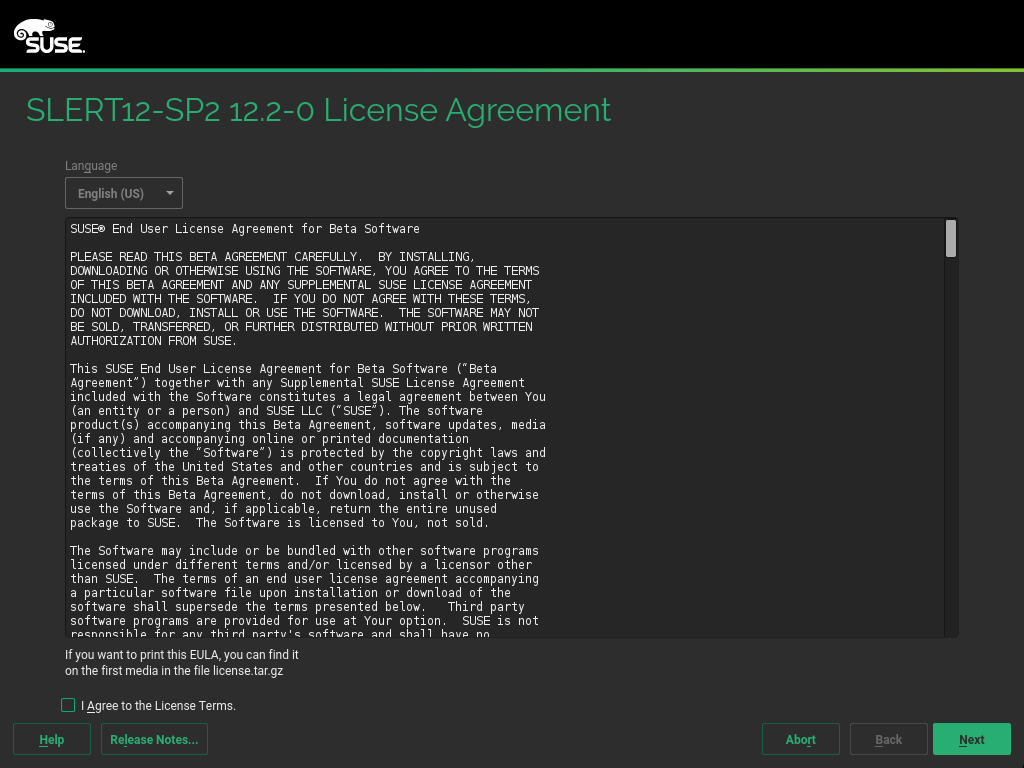 SUSE.
SLERT12-SP2 12.2-0 License Agreement
Language
English (US)
SUSE® End User License Agreement for Beta Software
PLEASE READ THIS BETA AGREEMENT CAREFULLY.  BY INSTALLING,
DOWNLOADING OR OTHERWISE USING THE SOFTWARE, YOU AGREE TO THE TERMS
OF THIS BETA AGREEMENT AND ANY SUPPLEMENTAL SUSE LICENSE AGREEMENT
INCLUDED WITH THE SOFTWARE.  IF YOU DO NOT AGREE WITH THESE TERMS,
DO NOT DOWNLOAD, INSTALL OR USE THE SOFTWARE.  THE SOFTWARE MAY NOT
BE SOLD, TRANSFERRED, OR FURTHER DISTRIBUTED WITHOUT PRIOR WRITTEN
AUTHORIZATION FROM SUSE.
This SUSE End User License Agreement for Beta Software (“Beta
Agreement”) together with any Supplemental SUSE License Agreement
included with the Software constitutes a legal agreement between You
(an entity or a person) and SUSE LLC (“SUSE”). The software
product(s) accompanying this Beta Agreement, software updates, media
(if any) and accompanying online or printed documentation
(collectively the “Software”) is protected by the copyright laws and
treaties of the United States and other countries and is subject to
the terms of this Beta Agreement.  If You do not agree with the
terms of this Beta Agreement, do not download, install or otherwise
use the Software and, if applicable, return the entire unused
package to SUSE.  The Software is licensed to You, not sold.
The Software may include or be bundled with other software programs
licensed under different terms and/or licensed by a licensor other
than SUSE.  The terms of an end user license agreement accompanying
a particular software file upon installation or download of the
software shall supersede the terms presented below.   Third party
software programs are provided for use at Your option.  SUSE is not
responsible for any third party's software and shall have no
If you want to print this EULA, you can find it
on the first media in the file license.tar.gz
I Agree to the License Terms.
Help
Release Notes...
Abort
Back
Next